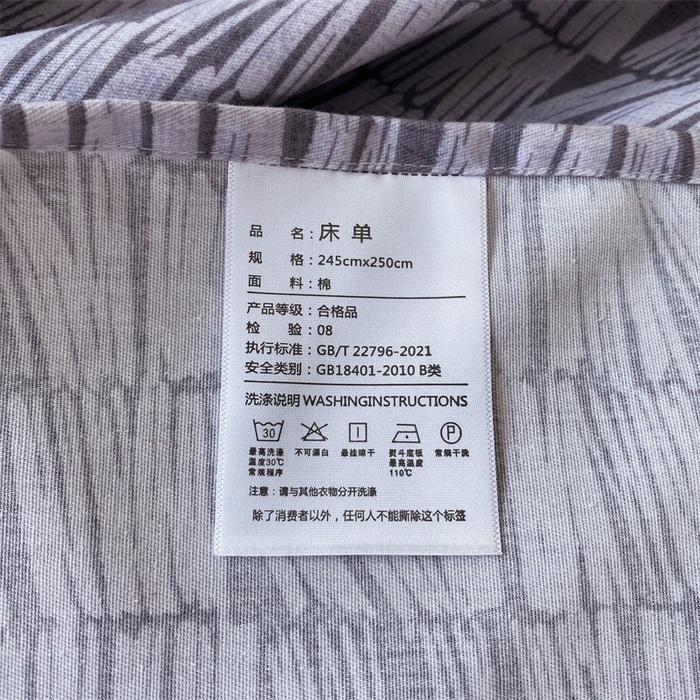 品 名：床单
规 格：245cmx250cm
面 料：棉
产品等级：合格品
检 验：08
执行标准：GB/T 22796-2021
安全类别：GB18401-2010 B类
洗涤说明 WASHINGINSTRUCTIONS
30 P
最高洗涤 不可漂白 悬挂晾干 熨斗底板 常规干洗
温度30℃ 最高温度
常规程序 110℃
注意：请与其他衣物分开洗涤
除了消费者以外，任何人不能撕除这个标签